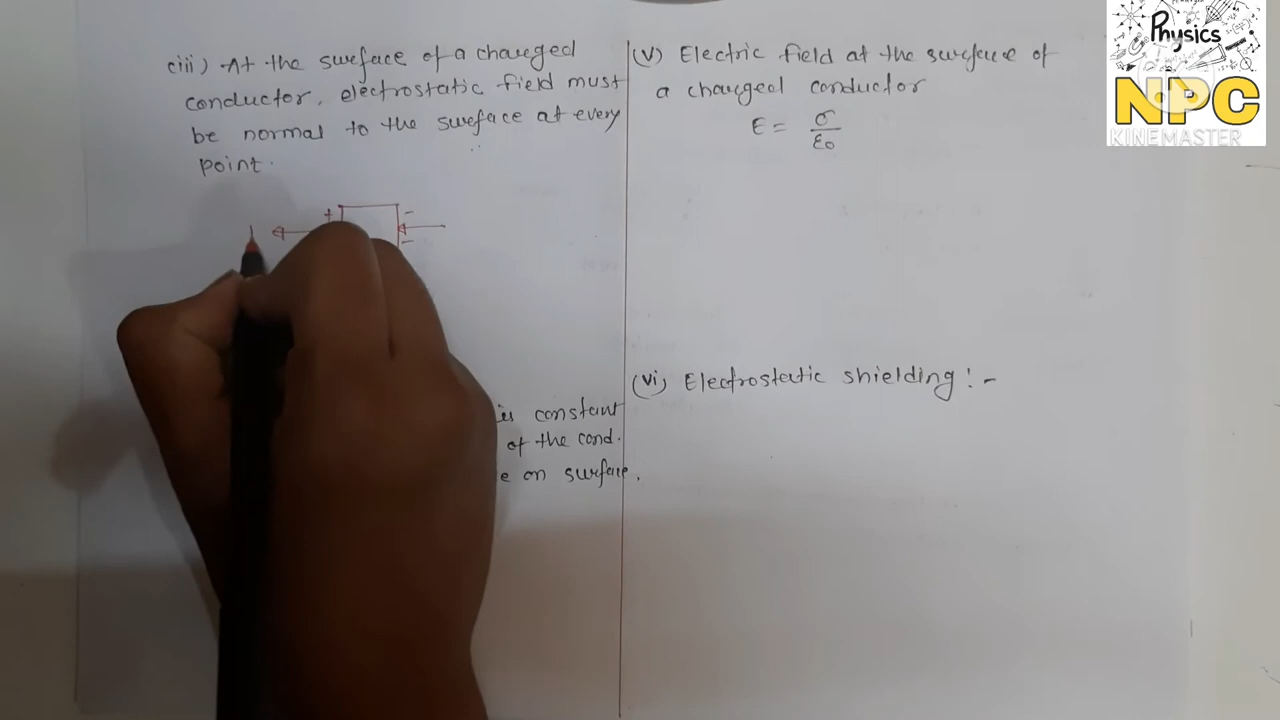 ciii) At the surface of a charged
conductor, electrostatic field must
be normal to the surface at every
point.
+ -
-
is constant
of the cond.
e on surface.
(V) Electric field at the surface of
a charged conductor
E = σ/ε0
(vi) Electrostatic shielding! -
Physics
NPC
KINEMASTER